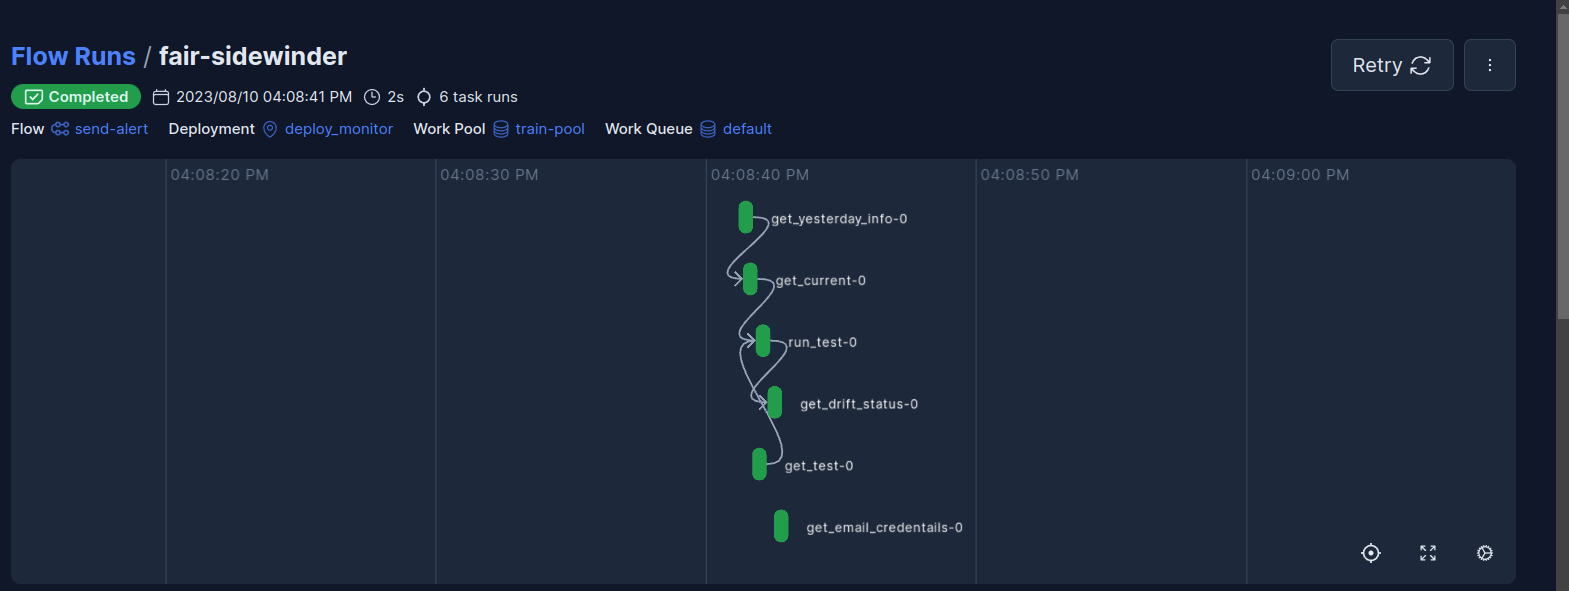 Flow Runs / fair-sidewinder
Retry
Completed 2023/08/10 04:08:41 PM 2s 6 task runs
Flow send-alert Deployment deploy_monitor Work Pool train-pool Work Queue default
04:08:20 PM 04:08:30 PM 04:08:40 PM 04:08:50 PM 04:09:00 PM
get_yesterday_info-0
get_current-0
run_test-0
get_drift_status-0
get_test-0
get_email_credentails-0